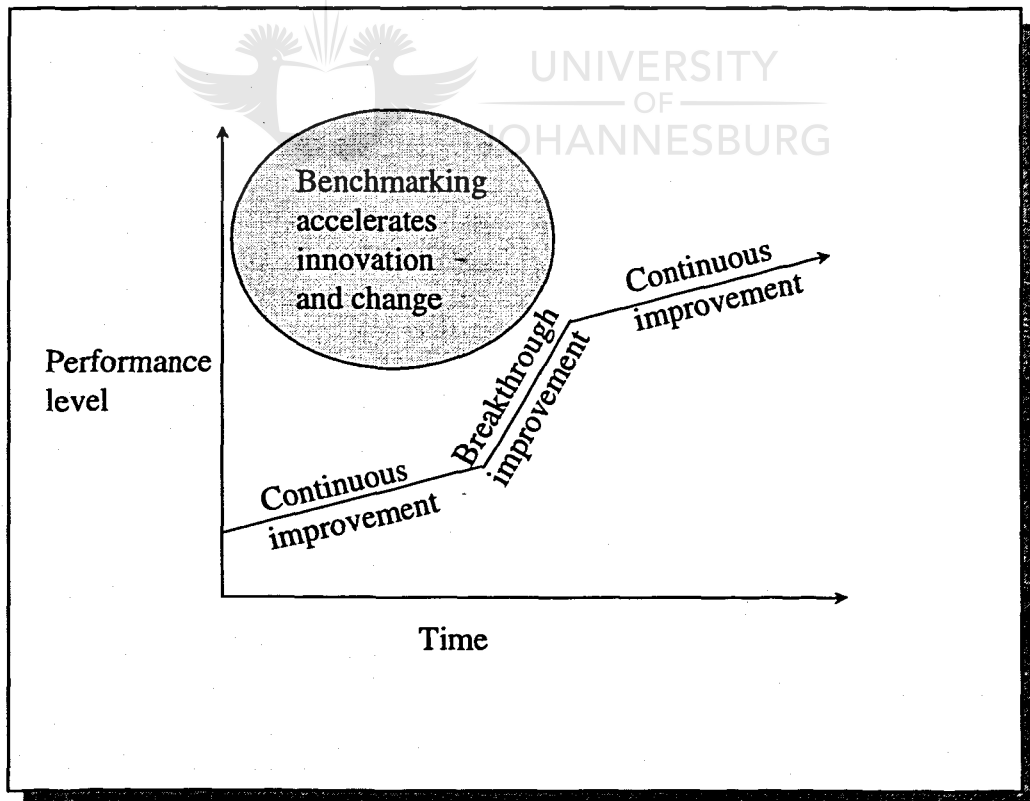 UNIVERSITY
OF
JOHANNESBURG
Benchmarking
accelerates
innovation
and change
Performance
level
Continuous
improvement
Breakthrough
improvement
Continuous
improvement
Time